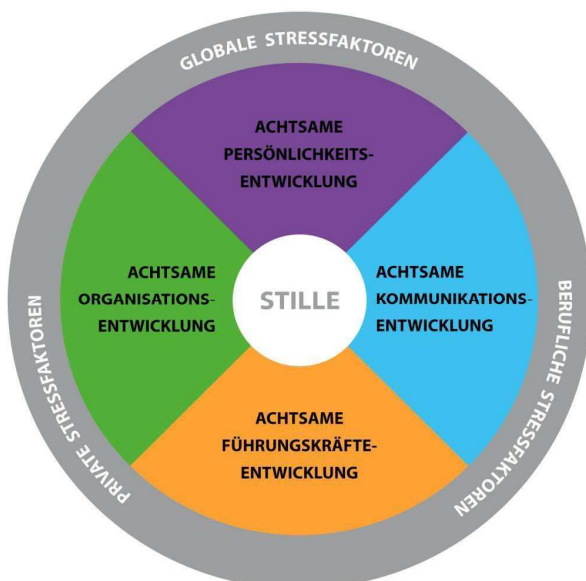 GLOBALE STRESSFAKTOREN
ACHTSAME
PERSÖNLICHKEITS-
ENTWICKLUNG
ACHTSAME
ORGANISATIONS-
ENTWICKLUNG
STILLE
ACHTSAME
KOMMUNIKATIONS-
ENTWICKLUNG
ACHTSAME
FÜHRUNGSKRÄFTE-
ENTWICKLUNG
PRIVATE STRESSFAKTOREN
BERUFLICHE STRESSFAKTOREN